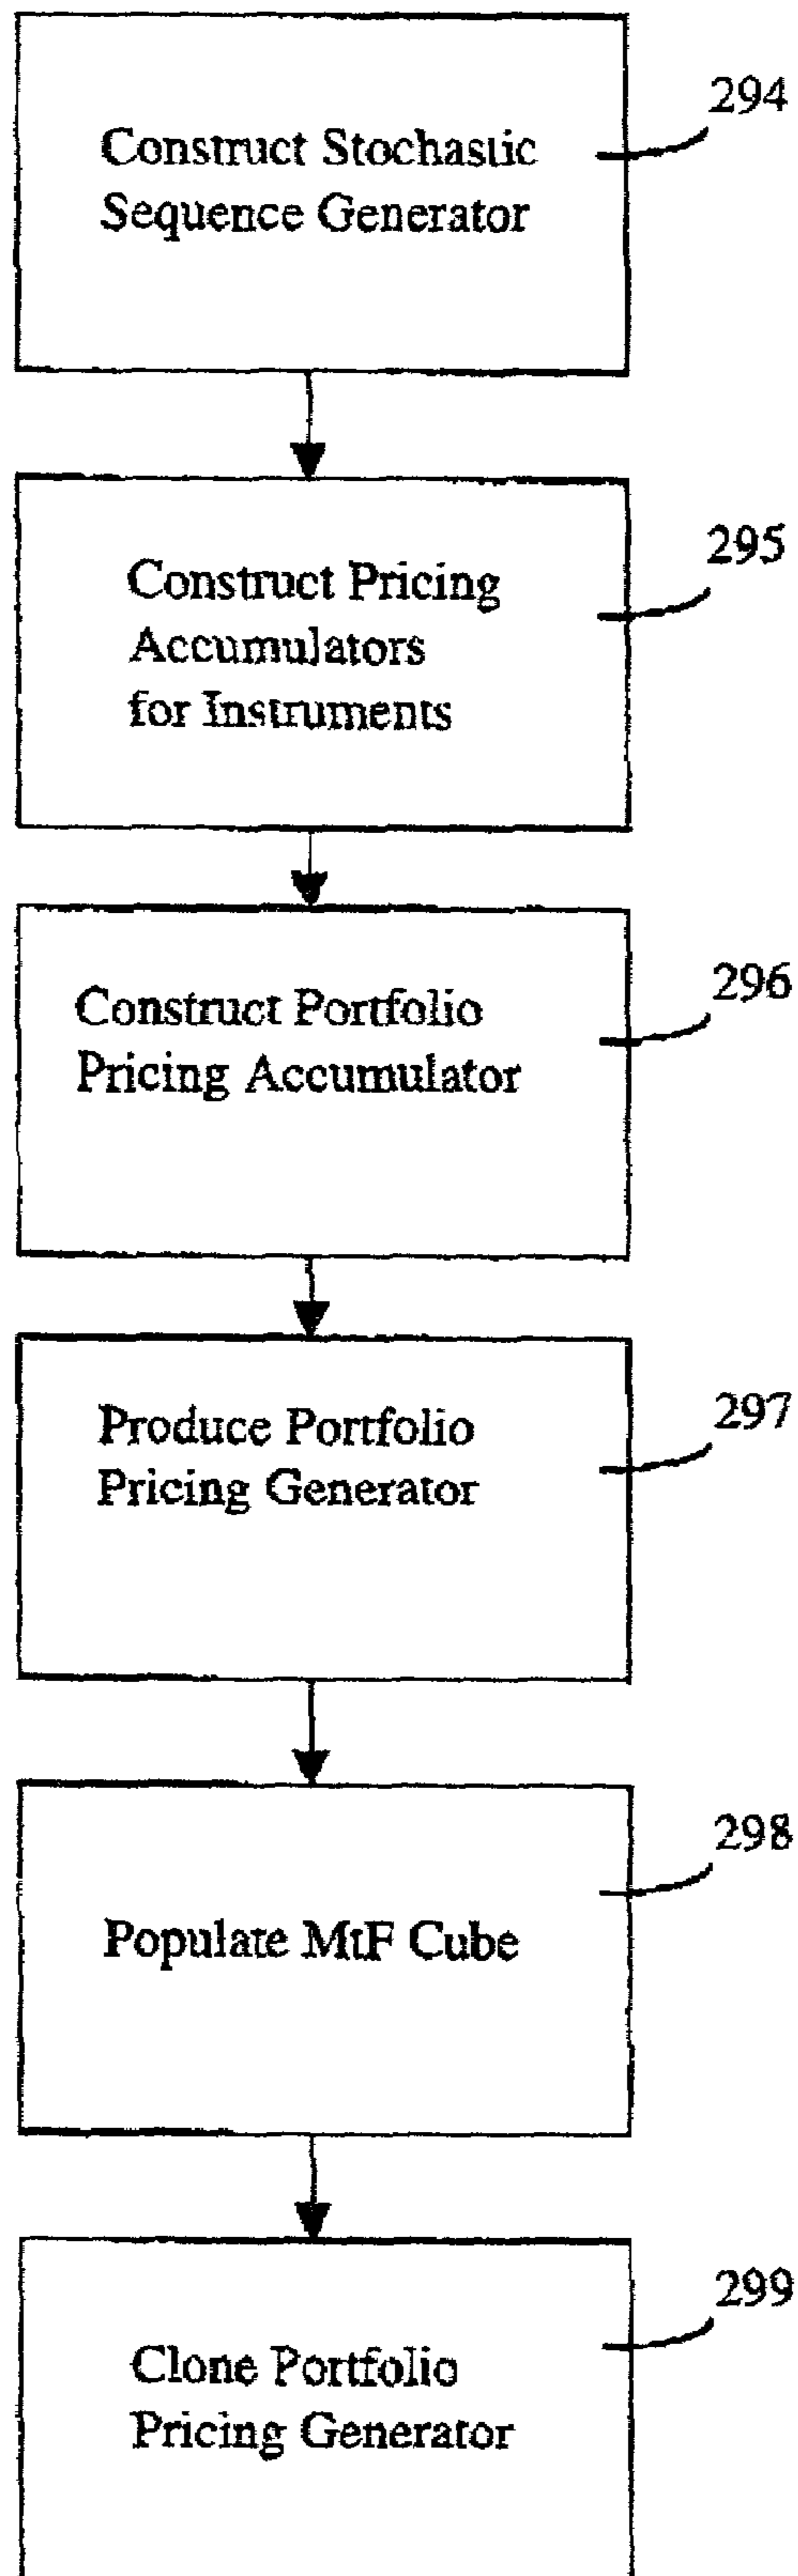 Construct Stochastic
Sequence Generator
294
Construct Pricing
Accumulators
for Instruments
295
Construct Portfolio
Pricing Accumulator
296
Produce Portfolio
Pricing Generator
297
Populate MtF Cube
298
Clone Portfolio
Pricing Generator
299